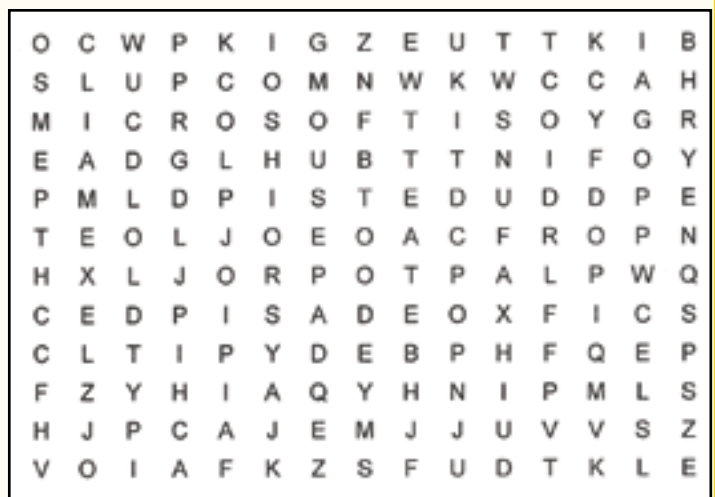 O C W P K I G Z E U T T K I B
S L U P C O M N W K W C C A H
M I C R O S O F T I S O Y G R
E A D G L H U B T T N I F O Y
P M L D P I S T E D U D D P E
T E O L J O E O A C F R O P N
H X L J O R P O T P A L P W Q
C E D P I S A D E O X F I C S
C L T I P Y D E B P H F Q E P
F Z Y H I A Q Y H N I P M L S
H J P C A J E M J J U V V S Z
V O I A F K Z S F U D T K L E